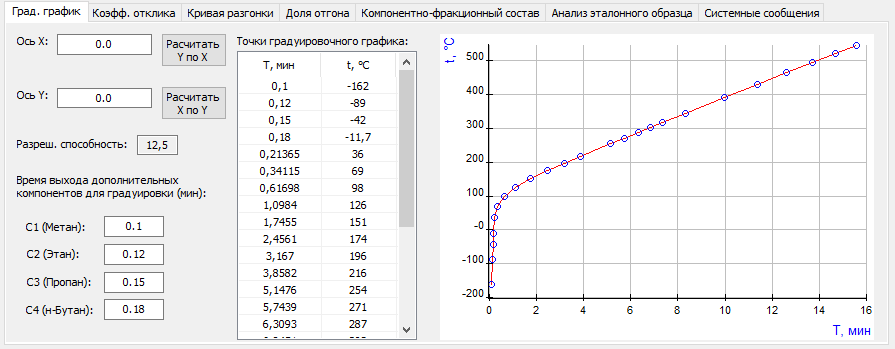 Град. график Коэфф. отклика Кривая разгонки Доля отгона Компонентно-фракционный состав Анализ эталонного образца Системные сообщения
Ось X: 0.0 Расчитать Y по X
Ось Y: 0.0 Расчитать X по Y
Разреш. способность: 12,5
Время выхода дополнительных
компонентов для градуировки (мин):
C1 (Метан): 0.1
C2 (Этан): 0.12
C3 (Пропан): 0.15
C4 (н-Бутан): 0.18
Точки градуировочного графика:
T, мин t, °C
0,1 -162
0,12 -89
0,15 -42
0,18 -11,7
0,21365 36
0,34115 69
0,61698 98
1,0984 126
1,7455 151
2,4561 174
3,167 196
3,8582 216
5,1476 254
5,7439 271
6,3093 287
t, °C
500
400
300
200
100
-0
-100
-200
0 2 4 6 8 10 12 14 16
T, мин